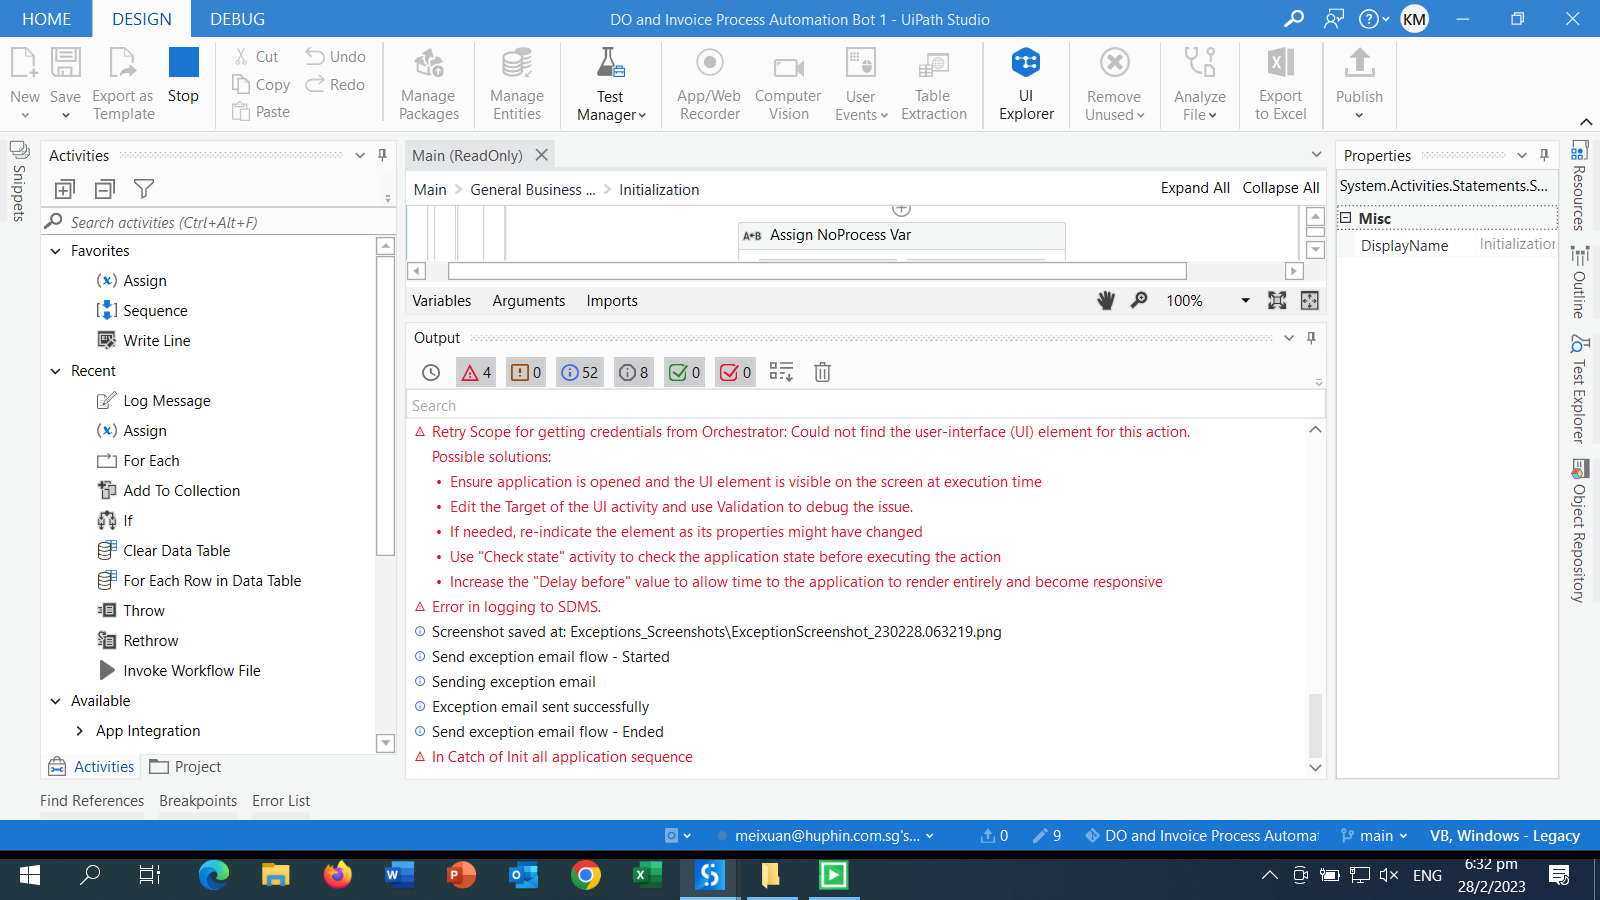 HOME
DESIGN
DEBUG
DO and Invoice Process Automation Bot 1 - UiPath Studio
KM
New
Save
Export as
Template
Stop
Cut
Copy
Paste
Undo
Redo
Manage
Packages
Manage
Entities
Test
Manager
App/Web
Recorder
Computer
Vision
User
Events
Table
Extraction
UI
Explorer
Remove
Unused
Analyze
File
Export
to Excel
Publish
Snippets
Activities
Search activities (Ctrl+Alt+F)
Favorites
Assign
Sequence
Write Line
Recent
Log Message
Assign
For Each
Add To Collection
If
Clear Data Table
For Each Row in Data Table
Throw
Rethrow
Invoke Workflow File
Available
App Integration
Activities
Project
Main (ReadOnly)
Main > General Business ... > Initialization
Expand All
Collapse All
A+B Assign NoProcess Var
Variables
Arguments
Imports
100%
Output
4
0
52
8
0
0
Search
Retry Scope for getting credentials from Orchestrator: Could not find the user-interface (UI) element for this action.
Possible solutions:
• Ensure application is opened and the UI element is visible on the screen at execution time
• Edit the Target of the UI activity and use Validation to debug the issue.
• If needed, re-indicate the element as its properties might have changed
• Use "Check state" activity to check the application state before executing the action
• Increase the "Delay before" value to allow time to the application to render entirely and become responsive
Error in logging to SDMS.
Screenshot saved at: Exceptions_Screenshots\ExceptionScreenshot_230228.063219.png
Send exception email flow - Started
Sending exception email
Exception email sent successfully
Send exception email flow - Ended
In Catch of Init all application sequence
Properties
System.Activities.Statements.S...
Misc
DisplayName
Initialization
Resources
Outline
Test Explorer
Object Repository
Find References
Breakpoints
Error List
meixuan@huphin.com.sg's...
0
9
DO and Invoice Process Automat
main
VB, Windows - Legacy
ENG
6:32 pm
28/2/2023